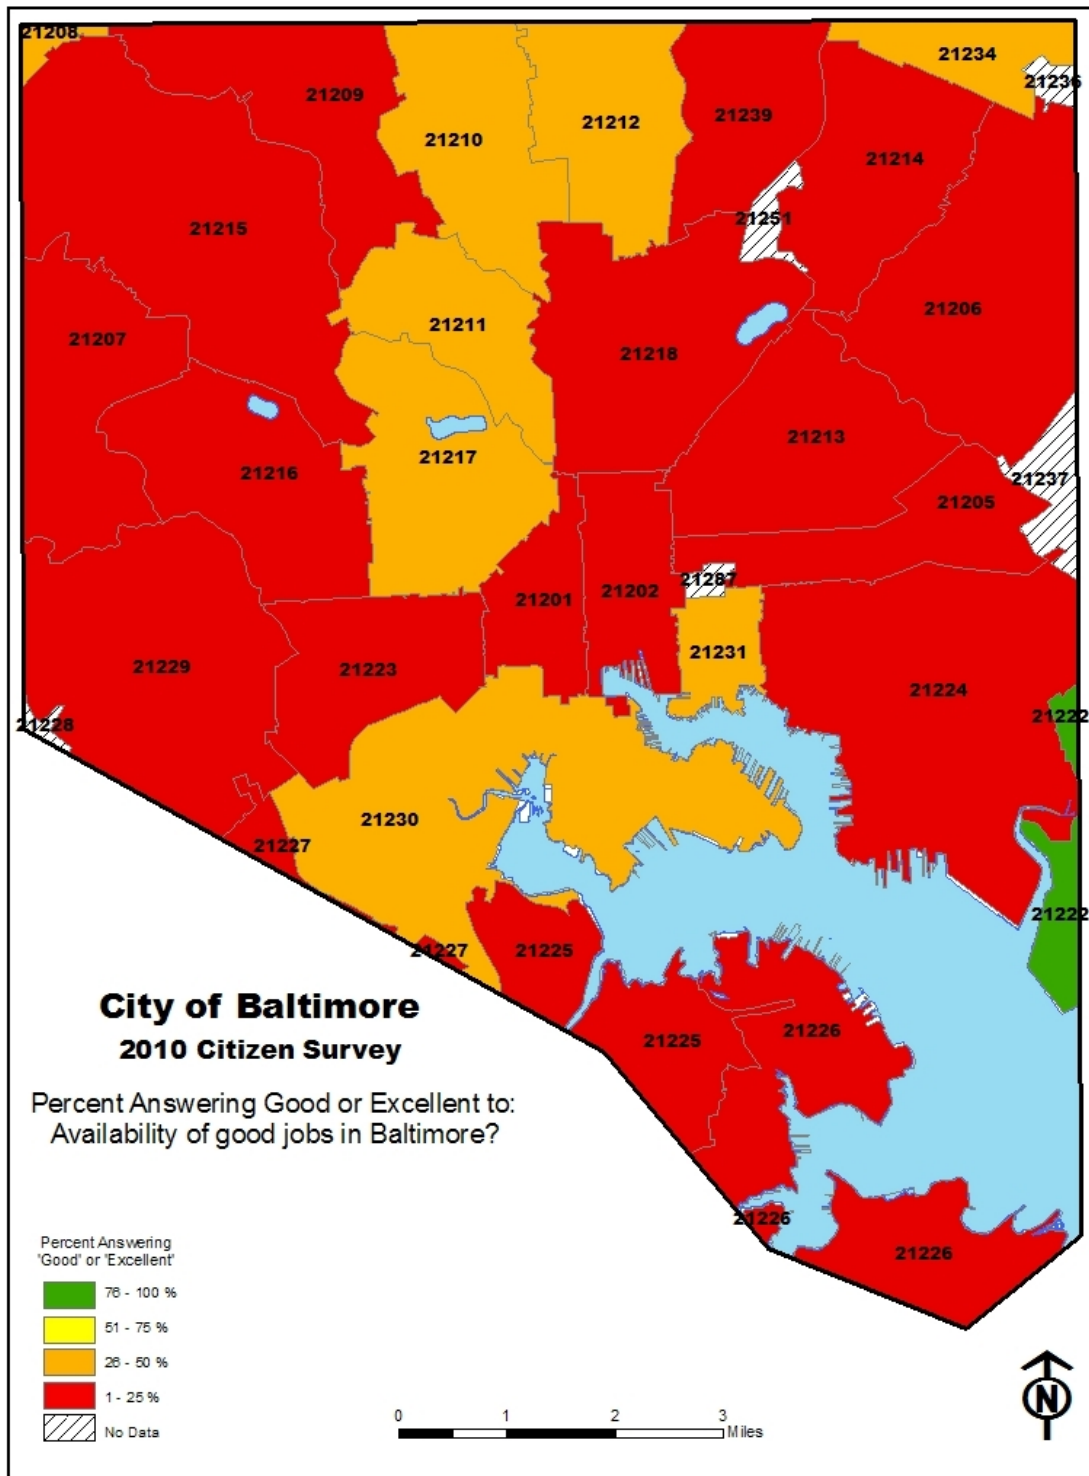 21208
21234
21236
21209
21239
21212
21210
21214
21251
21215
21206
21211
21207
21218
21213
21217
21216
21237
21205
21287
21202
21201
21231
21229
21223
21224
21222
21228
21230
21227
21222
21227
21225
City of Baltimore
2010 Citizen Survey
21226
21225
Percent Answering Good or Excellent to:
Availability of good jobs in Baltimore?
21226
21226
Percent Answering
'Good' or 'Excellent'
76 - 100 %
51 - 75 %
26 - 50 %
1 - 25 %
No Data
0 1 2 3
Miles
N